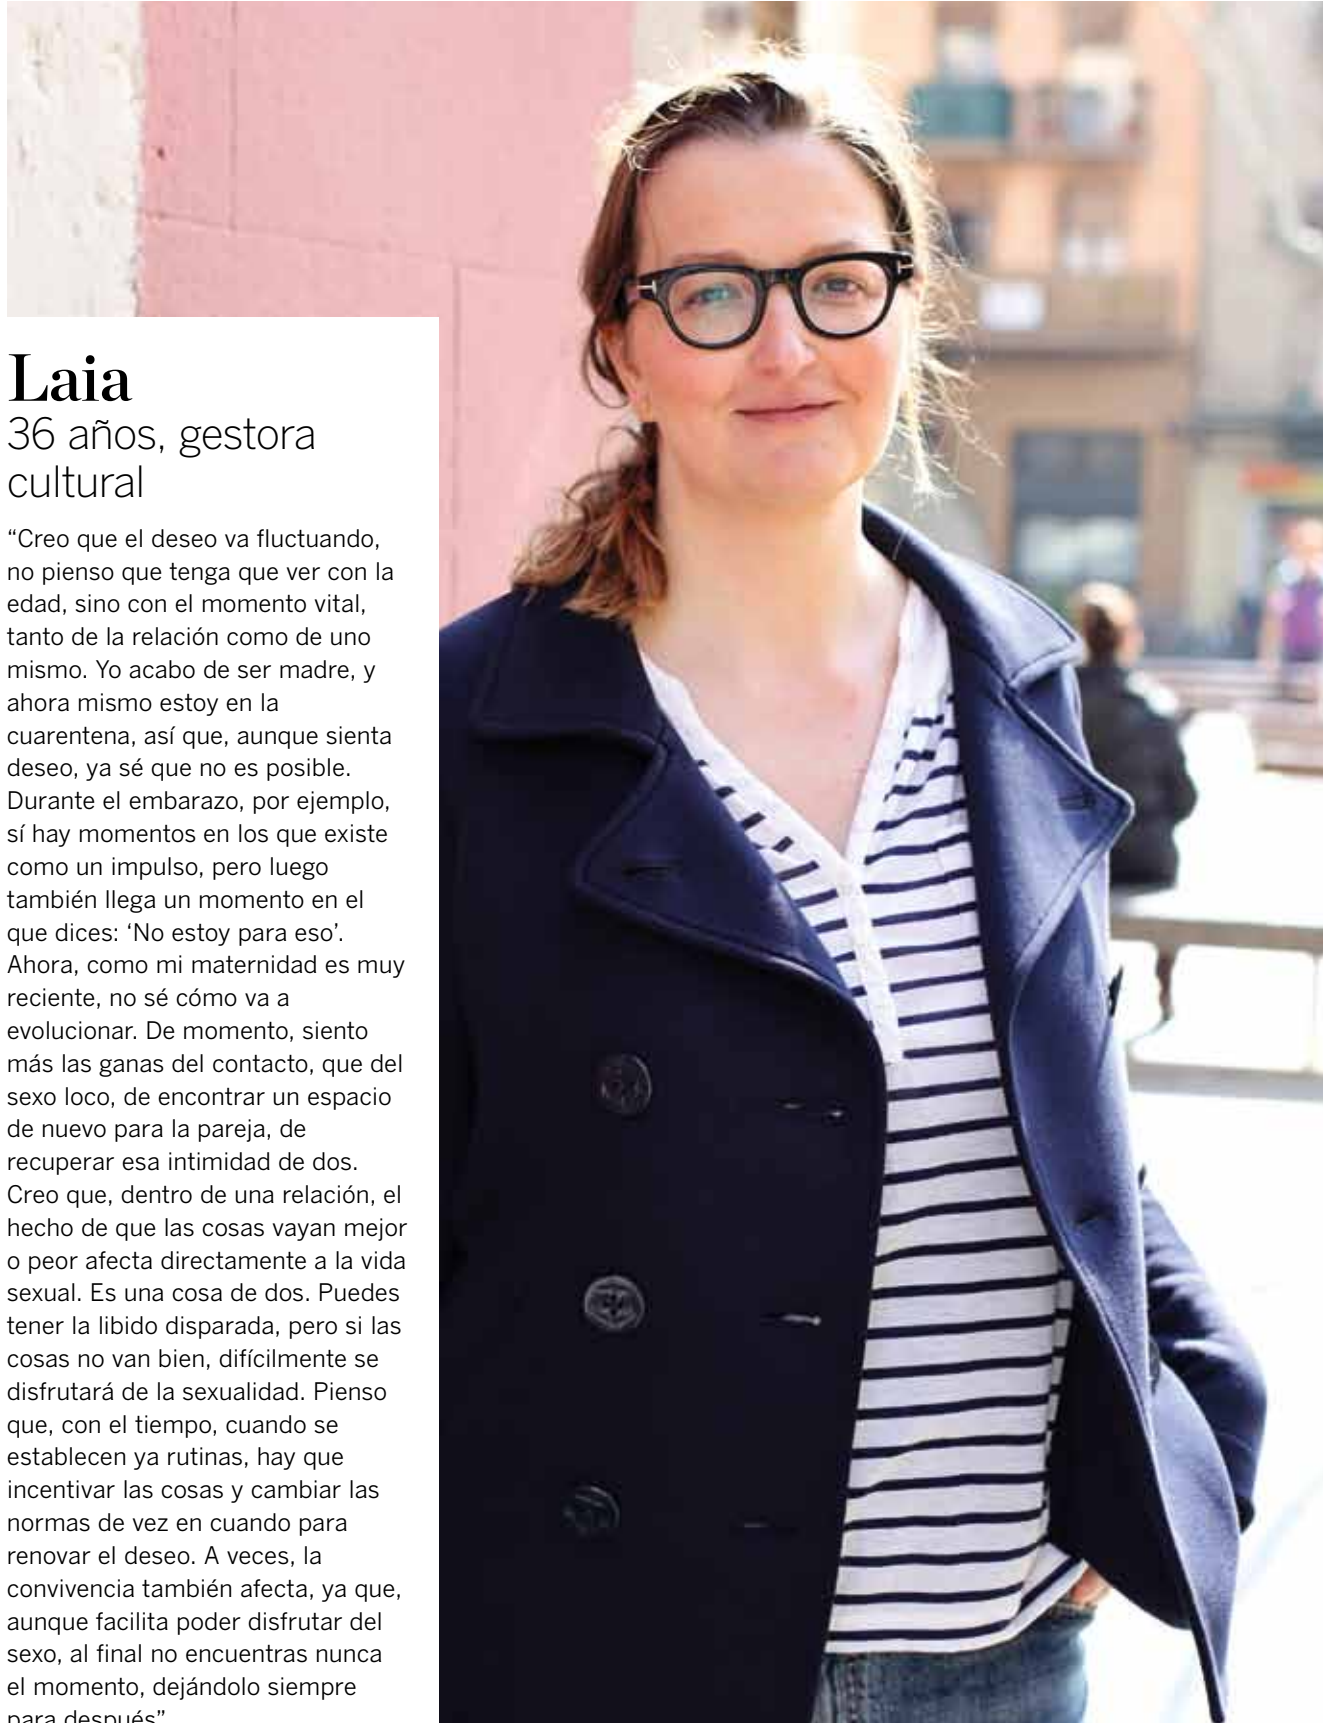 Laia
36 años, gestora
cultural
“Creo que el deseo va fluctuando,
no pienso que tenga que ver con la
edad, sino con el momento vital,
tanto de la relación como de uno
mismo. Yo acabo de ser madre, y
ahora mismo estoy en la
cuarentena, así que, aunque sienta
deseo, ya sé que no es posible.
Durante el embarazo, por ejemplo,
sí hay momentos en los que existe
como un impulso, pero luego
también llega un momento en el
que dices: ‘No estoy para eso’.
Ahora, como mi maternidad es muy
reciente, no sé cómo va a
evolucionar. De momento, siento
más las ganas del contacto, que del
sexo loco, de encontrar un espacio
de nuevo para la pareja, de
recuperar esa intimidad de dos.
Creo que, dentro de una relación, el
hecho de que las cosas vayan mejor
o peor afecta directamente a la vida
sexual. Es una cosa de dos. Puedes
tener la libido disparada, pero si las
cosas no van bien, difícilmente se
disfrutará de la sexualidad. Pienso
que, con el tiempo, cuando se
establecen ya rutinas, hay que
incentivar las cosas y cambiar las
normas de vez en cuando para
renovar el deseo. A veces, la
convivencia también afecta, ya que,
aunque facilita poder disfrutar del
sexo, al final no encuentras nunca
el momento, dejándolo siempre
para después”